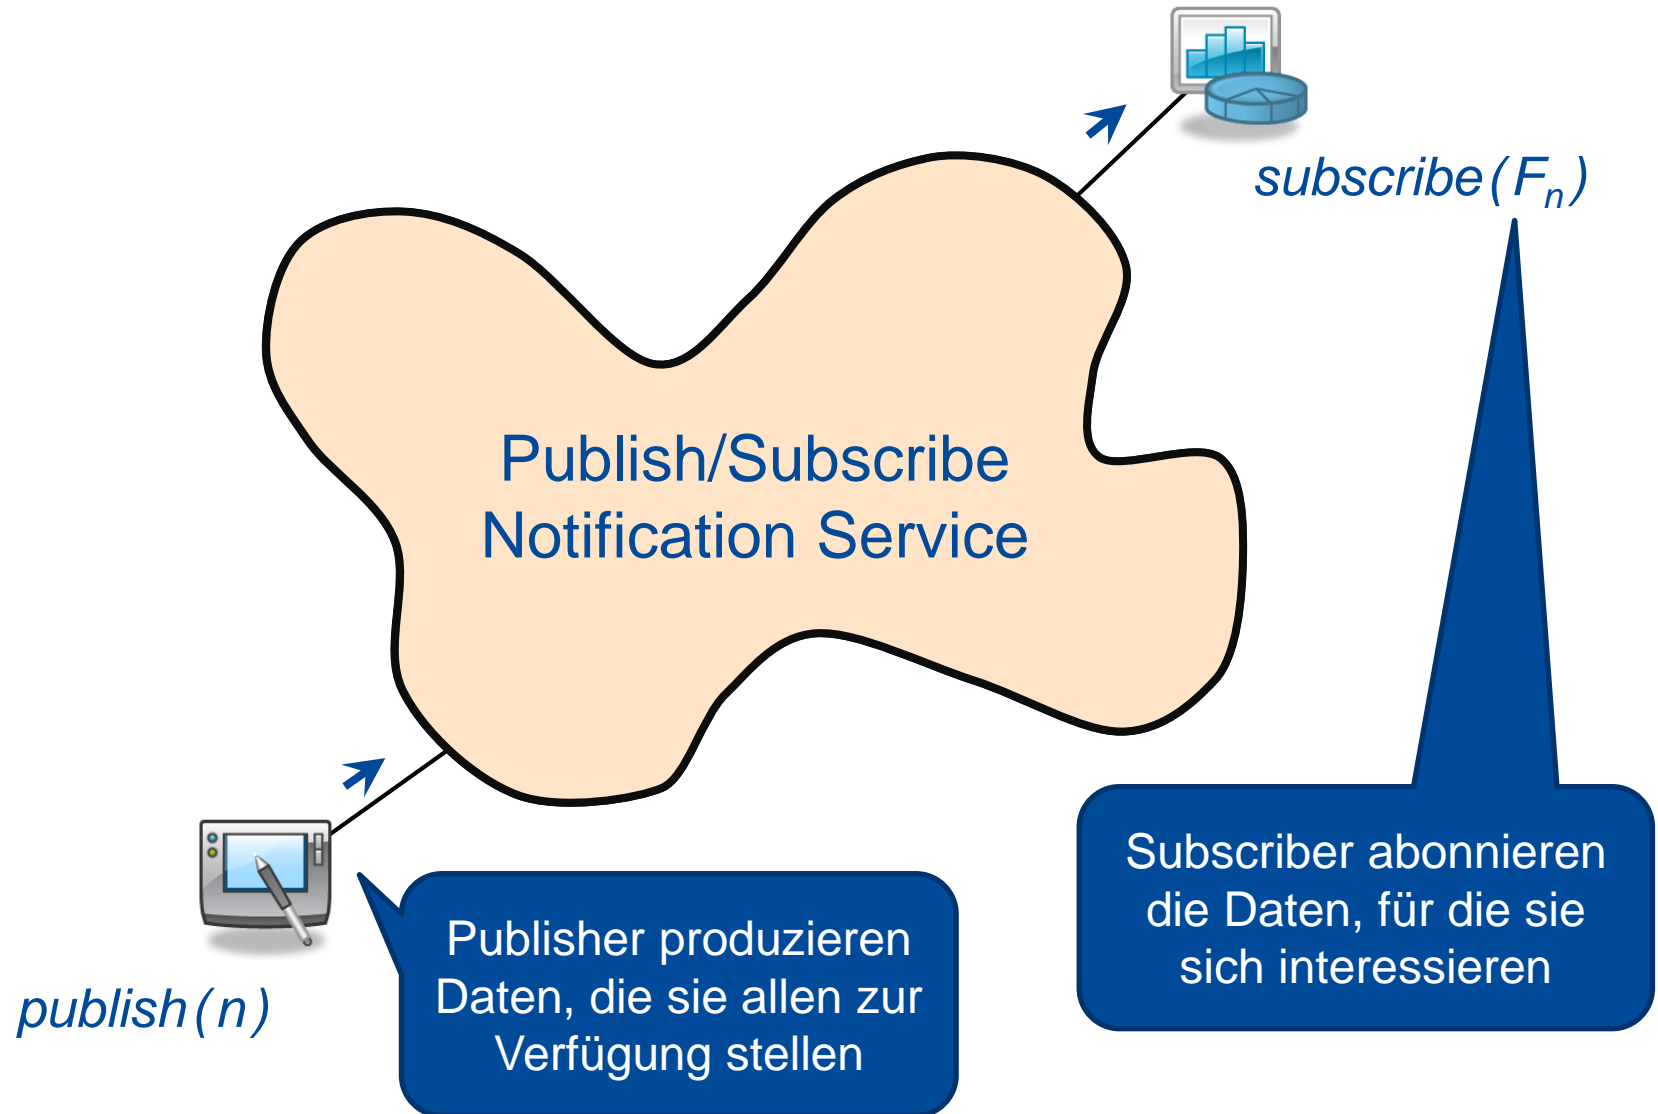 subscribe(Fn)
Publish/Subscribe
Notification Service
Subscriber abonnieren
die Daten, für die sie
sich interessieren
Publisher produzieren
Daten, die sie allen zur
Verfügung stellen
publish(n)